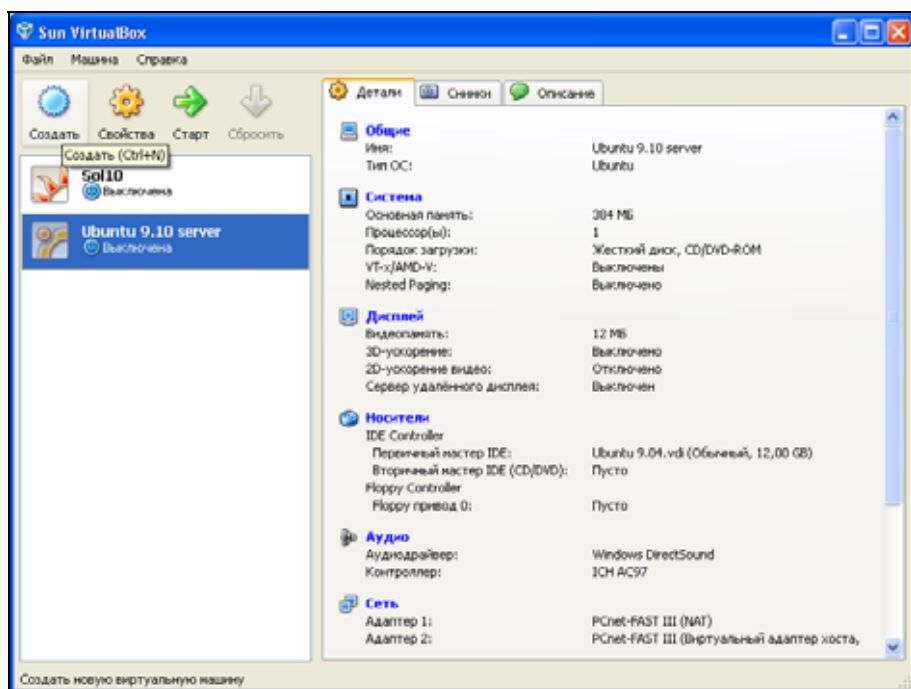 Sun VirtualBox
Файл Машина Справка
Создать Свойства Старт Сбросить
Создать (Ctrl+N)
Sol10
Выключена
Ubuntu 9.10 server
Выключена
Детали Снимки Описание
Общие
Имя: Ubuntu 9.10 server
Тип ОС: Ubuntu
Система
Основная память: 384 МБ
Процессор(ы): 1
Порядок загрузки: Жесткий диск, CD/DVD-ROM
VT-x/AMD-V: Выключены
Nested Paging: Выключено
Дисплей
Видеопамять: 12 МБ
3D-ускорение: Выключено
2D-ускорение видео: Отключено
Сервер удалённого дисплея: Выключен
Носители
IDE Controller
Первичный мастер IDE: Ubuntu 9.04.vdi (Обычный, 12,00 GB)
Вторичный мастер IDE (CD/DVD): Пусто
Floppy Controller
Floppy привод 0: Пусто
Аудио
Аудиодрайвер: Windows DirectSound
Контроллер: ICH AC97
Сеть
Адаптер 1: PCnet-FAST III (NAT)
Адаптер 2: PCnet-FAST III (Виртуальный адаптер хоста,
Создать новую виртуальную машину